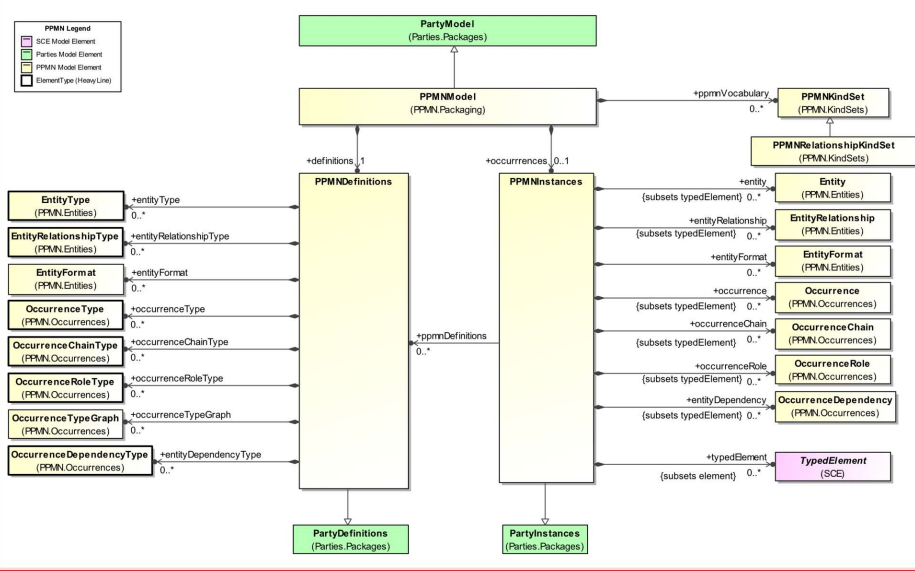 PPMN Legend
SCE Model Element
Parties Model Element
PPMN Model Element
ElementType (HeavyLine)
PartyModel
(Parties.Packages)
PPMNModel
(PPMN.Packaging)
+ppmnVocabulary
0..*
PPMNKindSet
(PPMN.KindSets)
PPMNRelationshipKindSet
(PPMN.KindSets)
+definitions 1
+occurrrences 0..1
PPMNDefinitions
PPMNInstances
EntityType
(PPMN.Entities)
+entityType
0..*
EntityRelationshipType
(PPMN.Entities)
+entityRelationshipType
0..*
EntityFormat
(PPMN.Entities)
+entityFormat
0..*
OccurrenceType
(PPMN.Occurrences)
+occurrenceType
0..*
OccurrenceChainType
(PPMN.Occurrences)
+occurrenceChainType
0..*
OccurrenceRoleType
(PPMN.Occurrences)
+occurrenceRoleType
0..*
OccurrenceTypeGraph
(PPMN.Occurrences)
+occurrenceTypeGraph
0..*
OccurrenceDependencyType
(PPMN.Occurrences)
+entityDependencyType
0..*
+ppmnDefinitions
0..*
+entity
{subsets typedElement} 0..*
Entity
(PPMN.Entities)
+entityRelationship
{subsets typedElement} 0..*
EntityRelationship
(PPMN.Entities)
+entityFormat
0..*
EntityFormat
(PPMN.Entities)
+occurrence
{subsets typedElement} 0..*
Occurrence
(PPMN.Occurrences)
+occurrenceChain
{subsets typedElement} 0..*
OccurrenceChain
(PPMN.Occurrences)
+occurrenceRole
{subsets typedElement} 0..*
OccurrenceRole
(PPMN.Occurrences)
+entityDependency
{subsets typedElement} 0..*
OccurrenceDependency
(PPMN.Occurrences)
+typedElement
{subsets element} 0..*
TypedElement
(SCE)
PartyDefinitions
(Parties.Packages)
PartyInstances
(Parties.Packages)